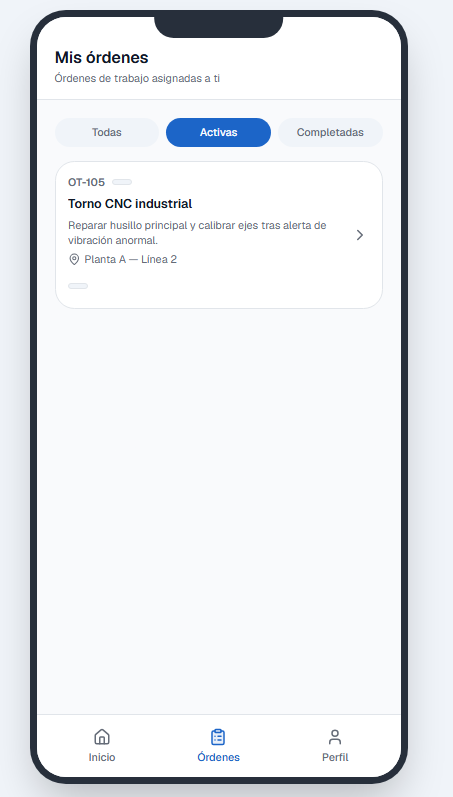 Mis órdenes
Órdenes de trabajo asignadas a ti
Todas
Activas
Completadas
OT-105
Torno CNC industrial
Reparar husillo principal y calibrar ejes tras alerta de
vibración anormal.
Planta A — Línea 2
Inicio
Órdenes
Perfil